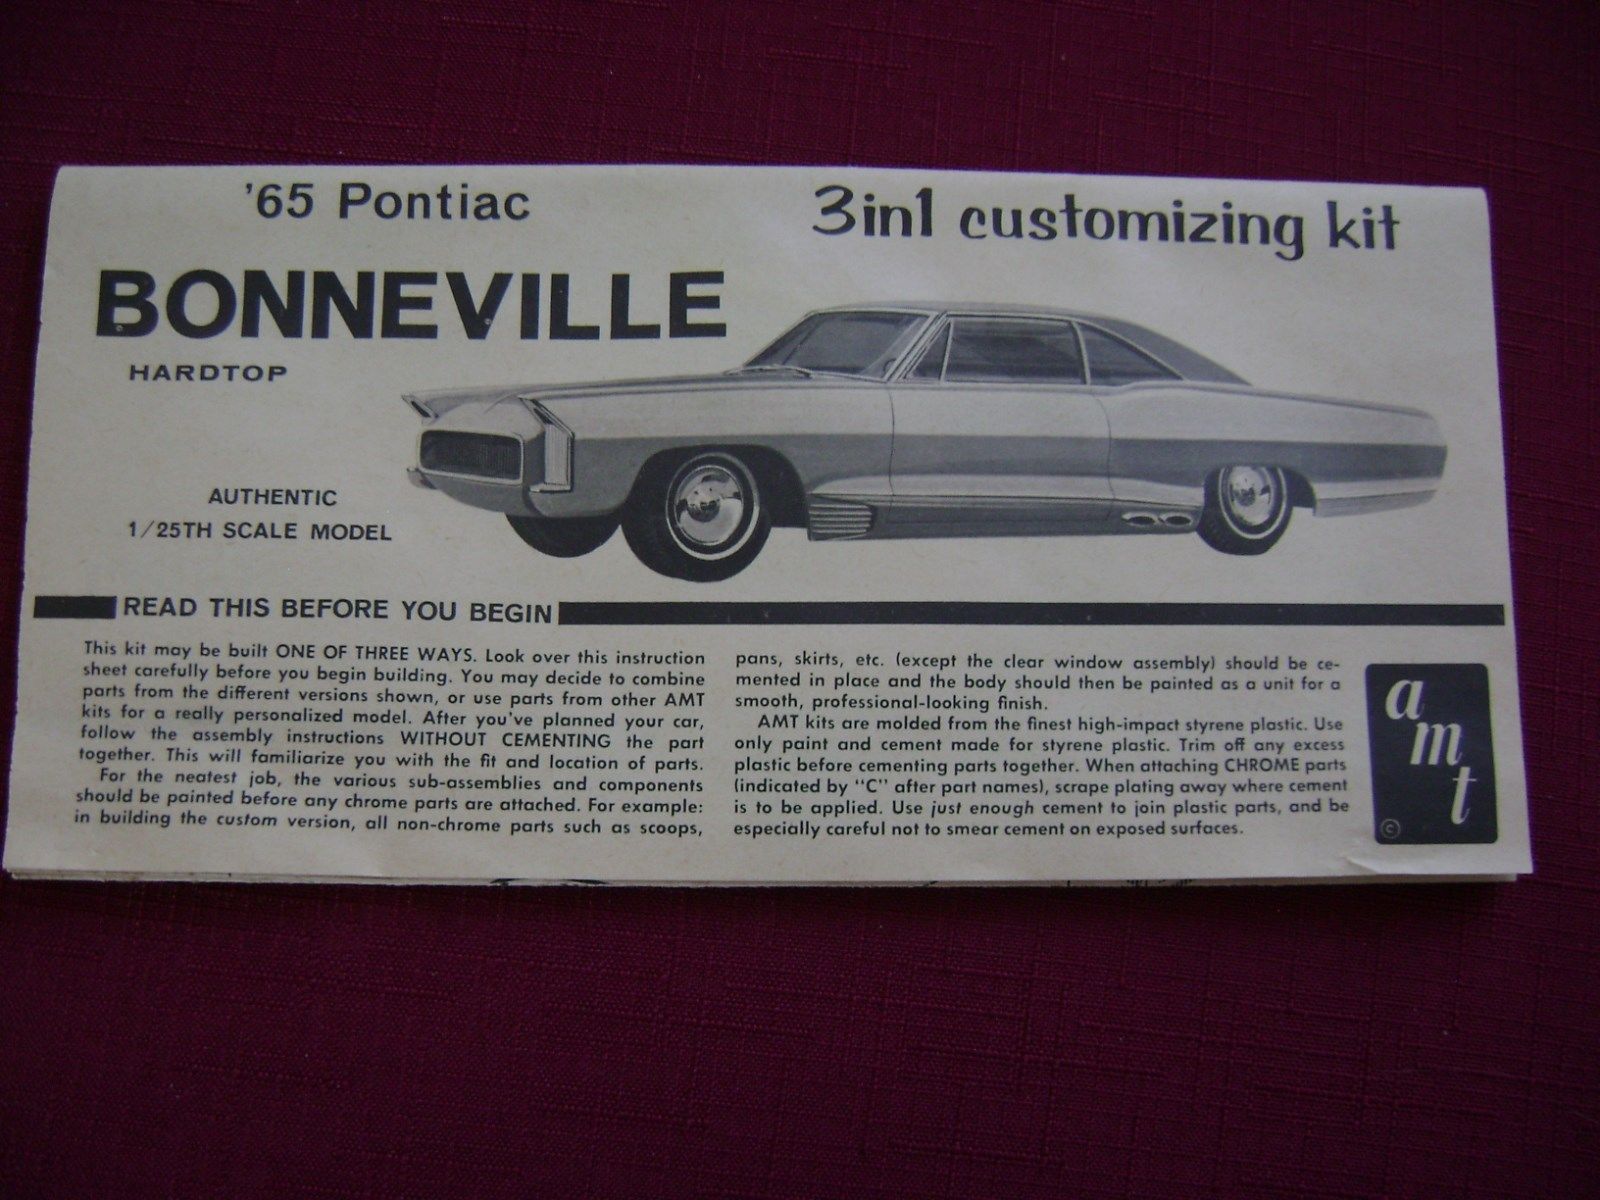 '65 Pontiac
BONNEVILLE
HARDTOP
3in1 customizing kit
AUTHENTIC
1/25TH SCALE MODEL
READ THIS BEFORE YOU BEGIN
This kit may be built ONE OF THREE WAYS. Look over this instruction
sheet carefully before you begin building. You may decide to combine
parts from the different versions shown, or use parts from other AMT
kits for a really personalized model. After you've planned your car,
follow the assembly instructions WITHOUT CEMENTING the part
together. This will familiarize you with the fit and location of parts.
For the neatest job, the various sub-assemblies and components
should be painted before any chrome parts are attached. For example:
in building the custom version, all non-chrome parts such as scoops,
pans, skirts, etc. (except the clear window assembly) should be ce-
mented in place and the body should then be painted as a unit for a
smooth, professional-looking finish.
AMT kits are molded from the finest high-impact styrene plastic. Use
only paint and cement made for styrene plastic. Trim off any excess
plastic before cementing parts together. When attaching CHROME parts
(indicated by "C" after part names), scrape plating away where cement
is to be applied. Use just enough cement to join plastic parts, and be
especially careful not to smear cement on exposed surfaces.
amt
©